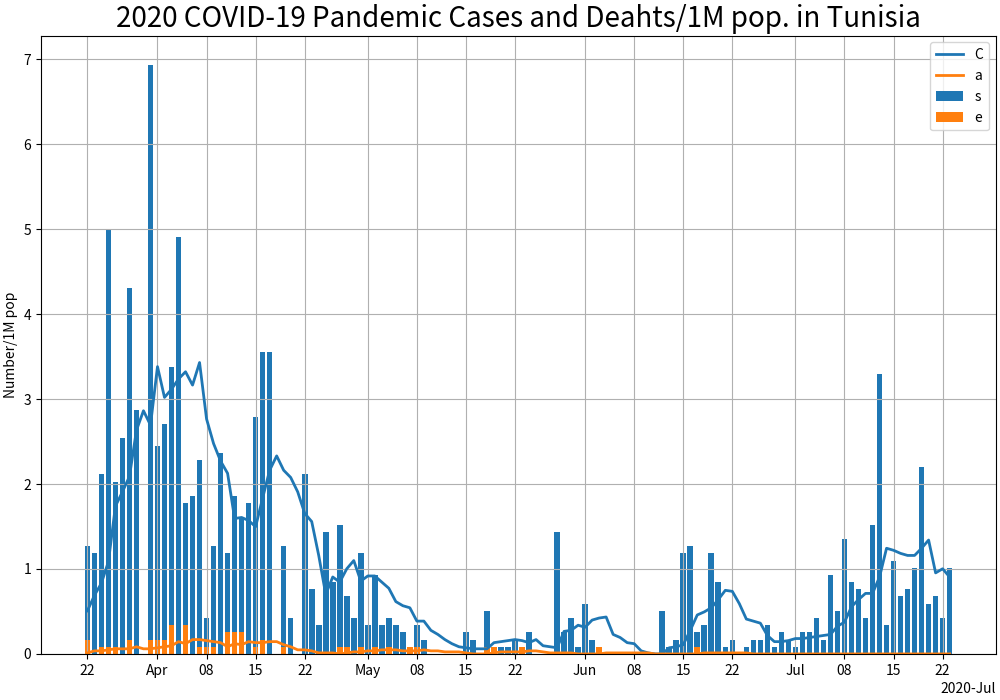 2020 COVID-19 Pandemic Cases and Deahts/1M pop. in Tunisia
C
a
s
e
Number/1M pop
7
6
5
4
3
2
1
0
22 Apr 08 15 22 May 08 15 22 Jun 08 15 22 Jul 08 15 22
2020-Jul